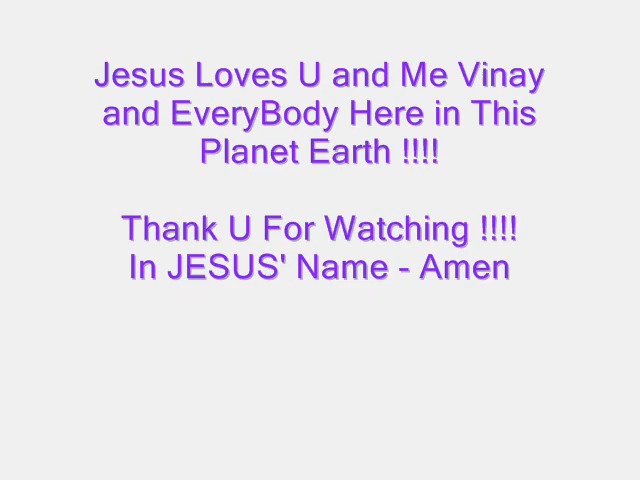 Jesus Loves U and Me Vinay
and EveryBody Here in This
Planet Earth !!!!
Thank U For Watching !!!!
In JESUS' Name - Amen